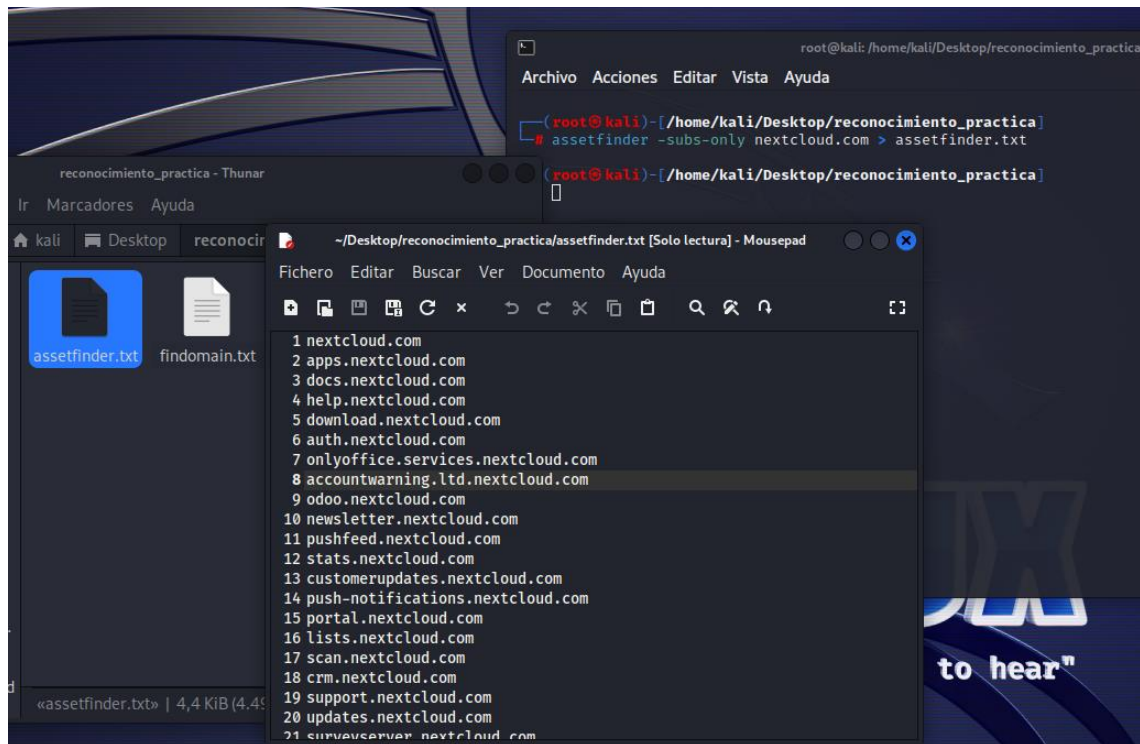 root@kali: /home/kali/Desktop/reconocimiento_practica
Archivo Acciones Editar Vista Ayuda
(root㉿kali)-[/home/kali/Desktop/reconocimiento_practica]
# assetfinder -subs-only nextcloud.com > assetfinder.txt
(root㉿kali)-[/home/kali/Desktop/reconocimiento_practica]
reconocimiento_practica - Thunar
Ir Marcadores Ayuda
kali Desktop reconocir
assetfinder.txt findomain.txt
«assetfinder.txt» | 4,4 KiB (4.49
~/Desktop/reconocimiento_practica/assetfinder.txt [Solo lectura] - Mousepad
Fichero Editar Buscar Ver Documento Ayuda
1 nextcloud.com
2 apps.nextcloud.com
3 docs.nextcloud.com
4 help.nextcloud.com
5 download.nextcloud.com
6 auth.nextcloud.com
7 onlyoffice.services.nextcloud.com
8 accountwarning.ltd.nextcloud.com
9 odoo.nextcloud.com
10 newsletter.nextcloud.com
11 pushfeed.nextcloud.com
12 stats.nextcloud.com
13 customerupdates.nextcloud.com
14 push-notifications.nextcloud.com
15 portal.nextcloud.com
16 lists.nextcloud.com
17 scan.nextcloud.com
18 crm.nextcloud.com
19 support.nextcloud.com
20 updates.nextcloud.com
21 surveyserver.nextcloud.com
to hear"